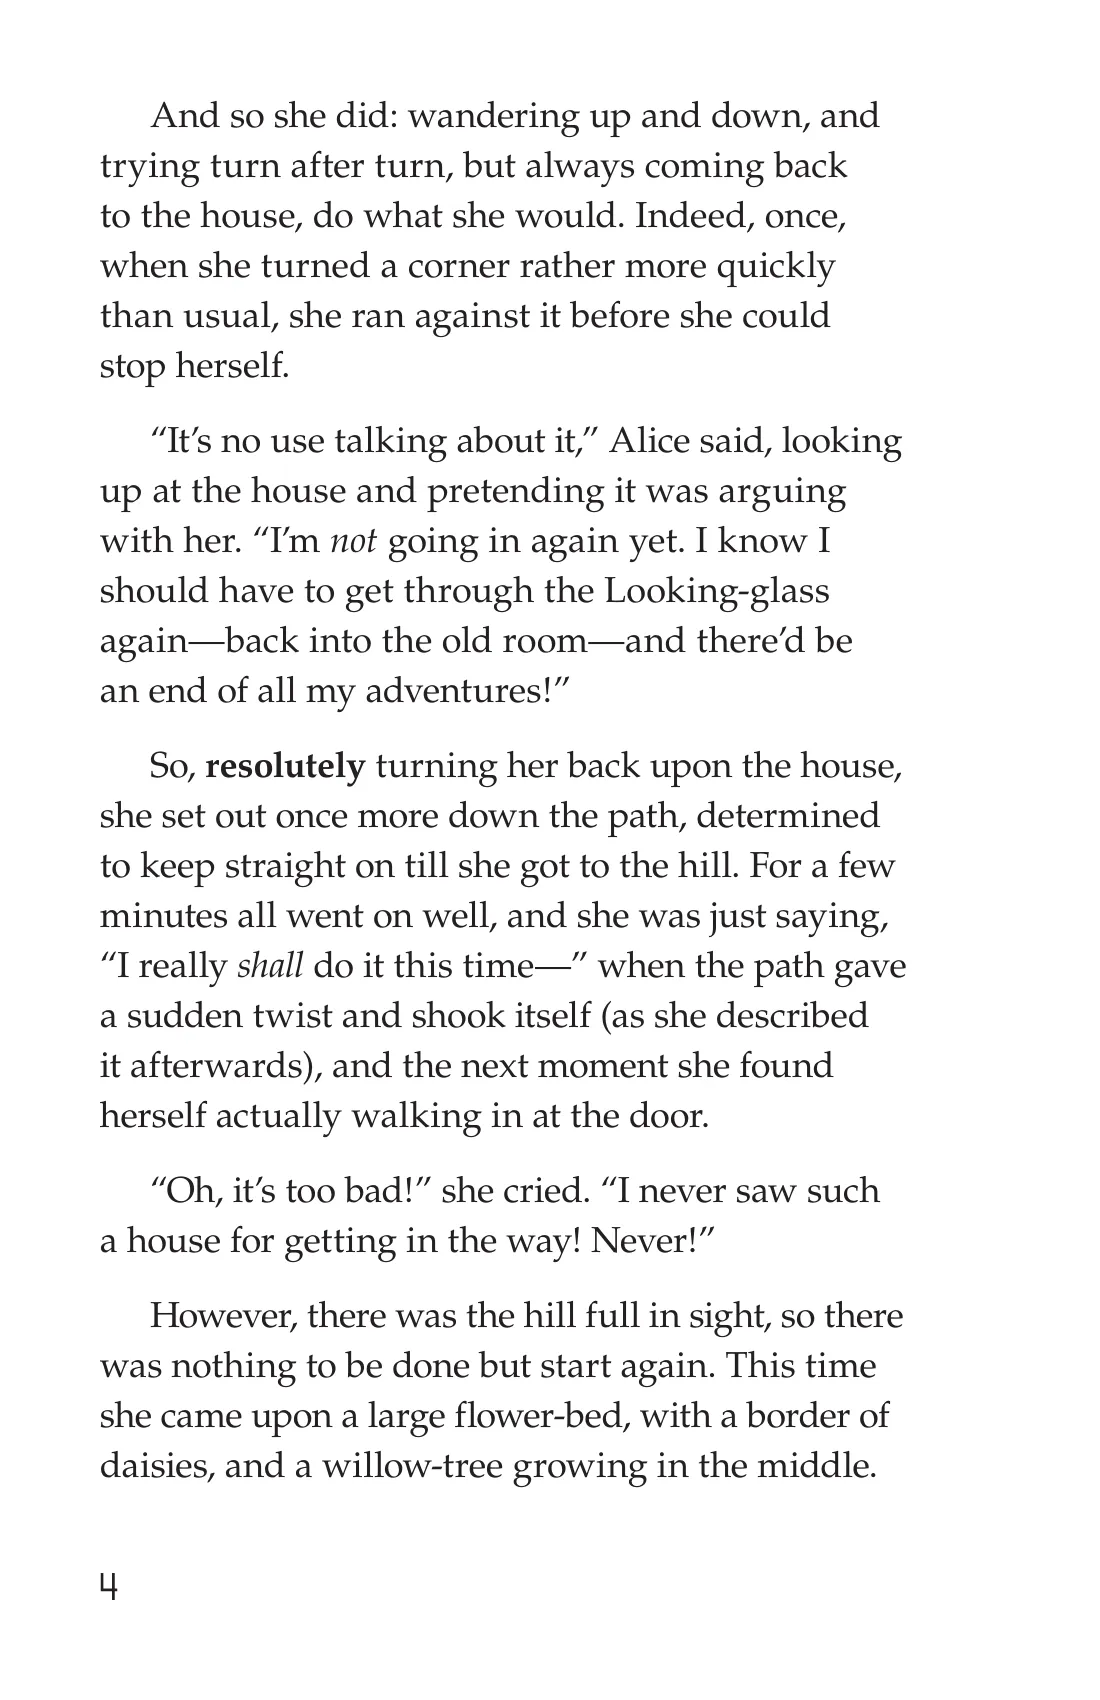 And so she did: wandering up and down, and
trying turn after turn, but always coming back
to the house, do what she would. Indeed, once,
when she turned a corner rather more quickly
than usual, she ran against it before she could
stop herself.
“It’s no use talking about it,” Alice said, looking
up at the house and pretending it was arguing
with her. “I’m not going in again yet. I know I
should have to get through the Looking-glass
again—back into the old room—and there’d be
an end of all my adventures!”
So, resolutely turning her back upon the house,
she set out once more down the path, determined
to keep straight on till she got to the hill. For a few
minutes all went on well, and she was just saying,
“I really shall do it this time—” when the path gave
a sudden twist and shook itself (as she described
it afterwards), and the next moment she found
herself actually walking in at the door.
“Oh, it’s too bad!” she cried. “I never saw such
a house for getting in the way! Never!”
However, there was the hill full in sight, so there
was nothing to be done but start again. This time
she came upon a large flower-bed, with a border of
daisies, and a willow-tree growing in the middle.
4